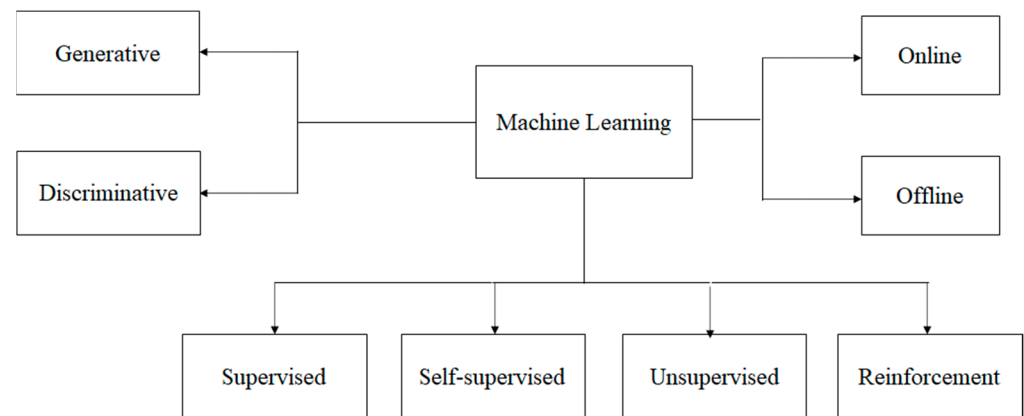 Generative
Online
Machine Learning
Discriminative
Offline
Supervised
Self-supervised
Unsupervised
Reinforcement